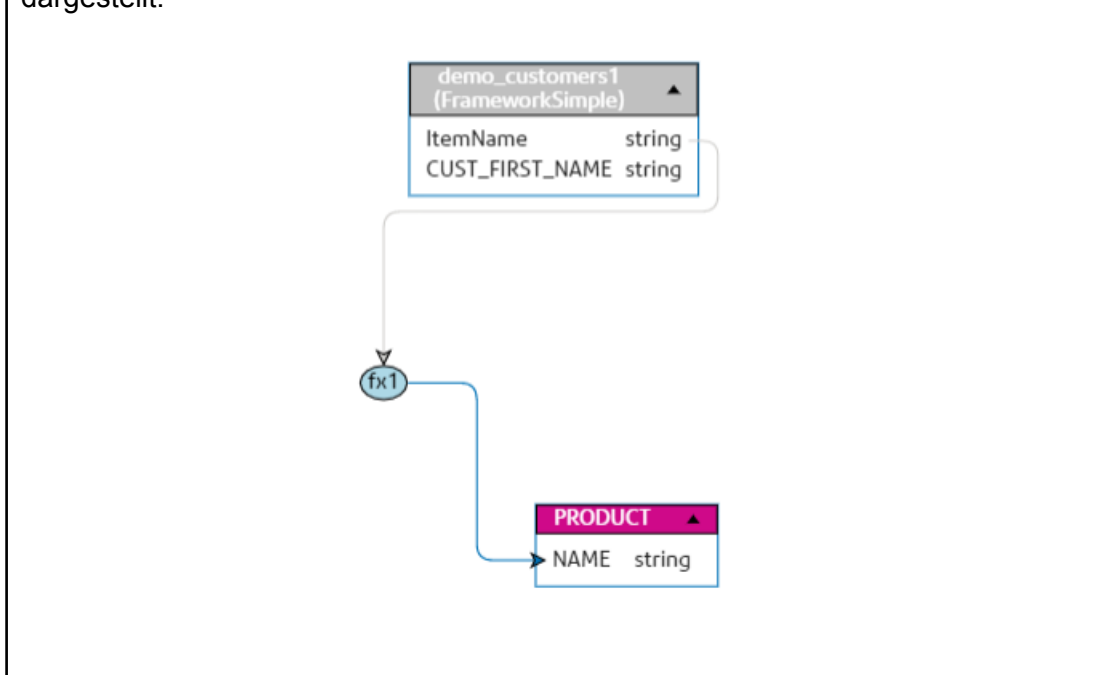 dargestellt.
demo_customers1
(FrameworkSimple)
ItemName string
CUST_FIRST_NAME string
fx1
PRODUCT
NAME string